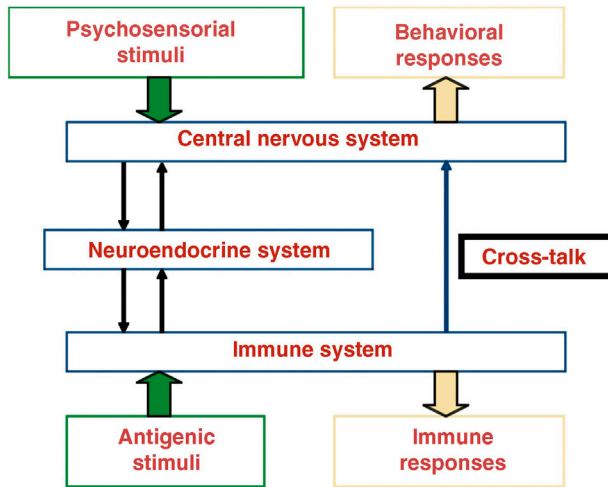 Psychosensorial
stimuli
Behavioral
responses
Central nervous system
Neuroendocrine system
Cross-talk
Immune system
Antigenic
stimuli
Immune
responses